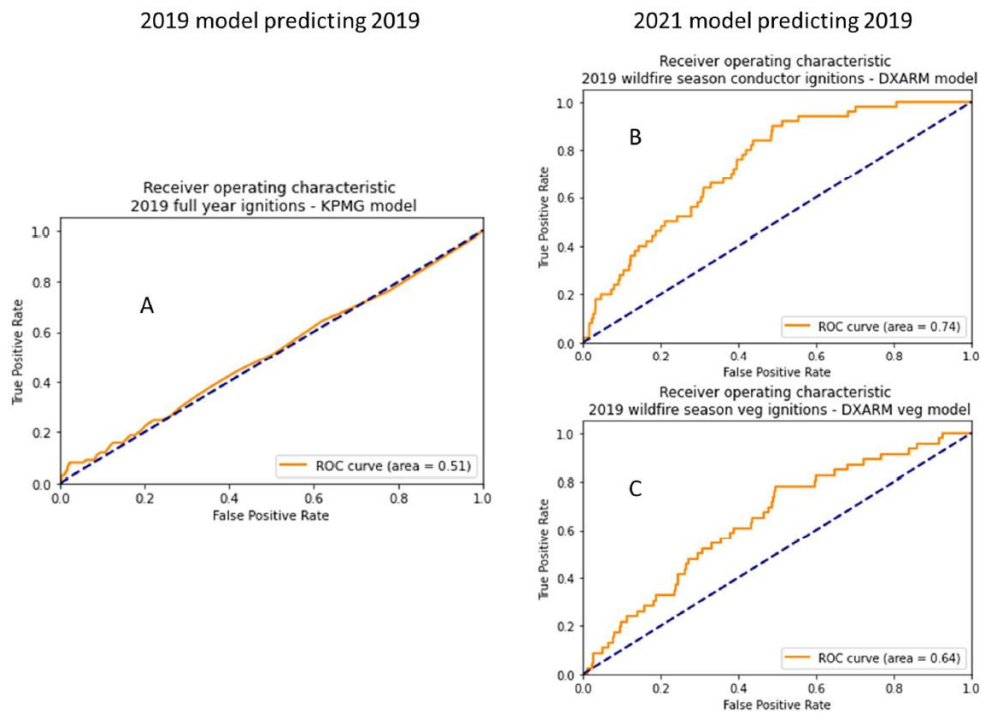 2019 model predicting 2019
Receiver operating characteristic
2019 full year ignitions - KPMG model
True Positive Rate
1.0
0.8
0.6
0.4
0.2
0.0
A
ROC curve (area = 0.51)
0.0 0.2 0.4 0.6 0.8 1.0
False Positive Rate
2021 model predicting 2019
Receiver operating characteristic
2019 wildfire season conductor ignitions - DXARM model
True Positive Rate
1.0
0.8
0.6
0.4
0.2
0.0
B
ROC curve (area = 0.74)
0.0 0.2 0.4 0.6 0.8 1.0
False Positive Rate
Receiver operating characteristic
2019 wildfire season veg ignitions - DXARM veg model
True Positive Rate
1.0
0.8
0.6
0.4
0.2
0.0
C
ROC curve (area = 0.64)
0.0 0.2 0.4 0.6 0.8 1.0
False Positive Rate